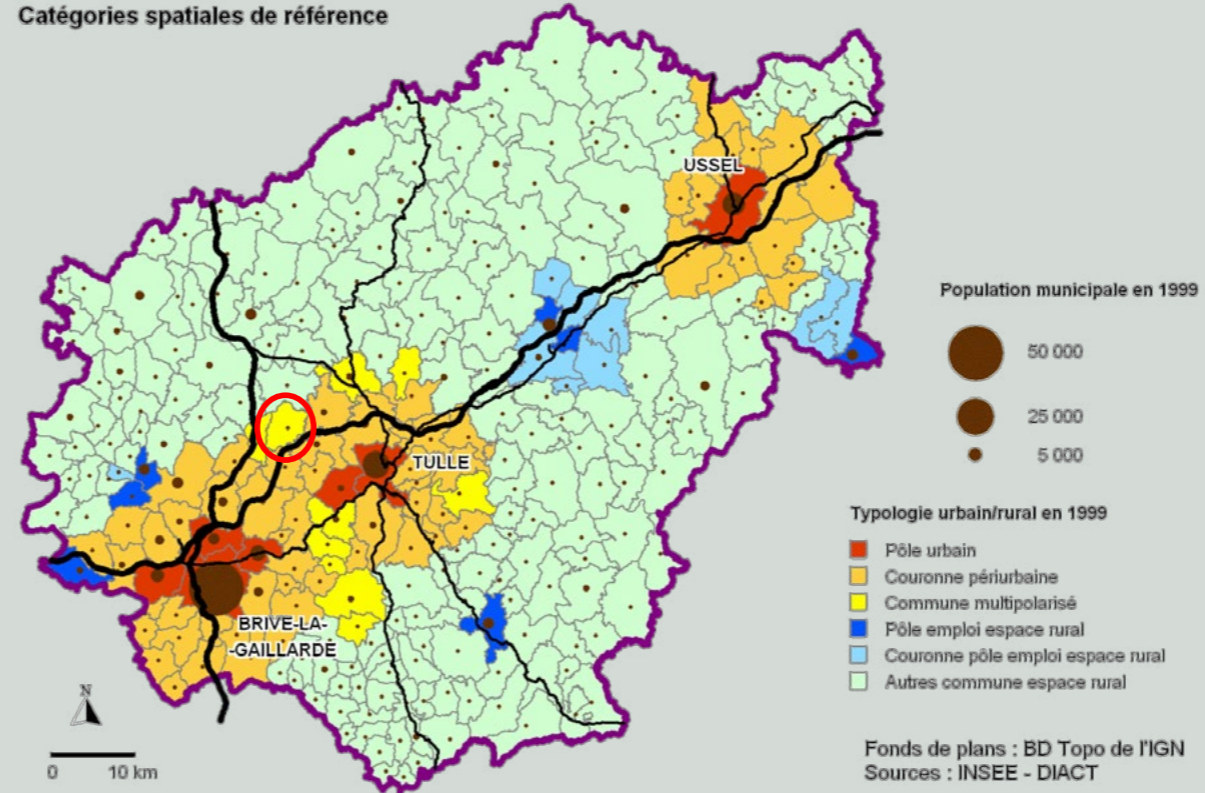 Catégories spatiales de référence
USSEL
TULLE
BRIVE-LA-
-GAILLARDE
N
0 10 km
Population municipale en 1999
50 000
25 000
5 000
Typologie urbain/rural en 1999
Pôle urbain
Couronne périurbaine
Commune multipolarisé
Pôle emploi espace rural
Couronne pôle emploi espace rural
Autres commune espace rural
Fonds de plans : BD Topo de l'IGN
Sources : INSEE - DIACT